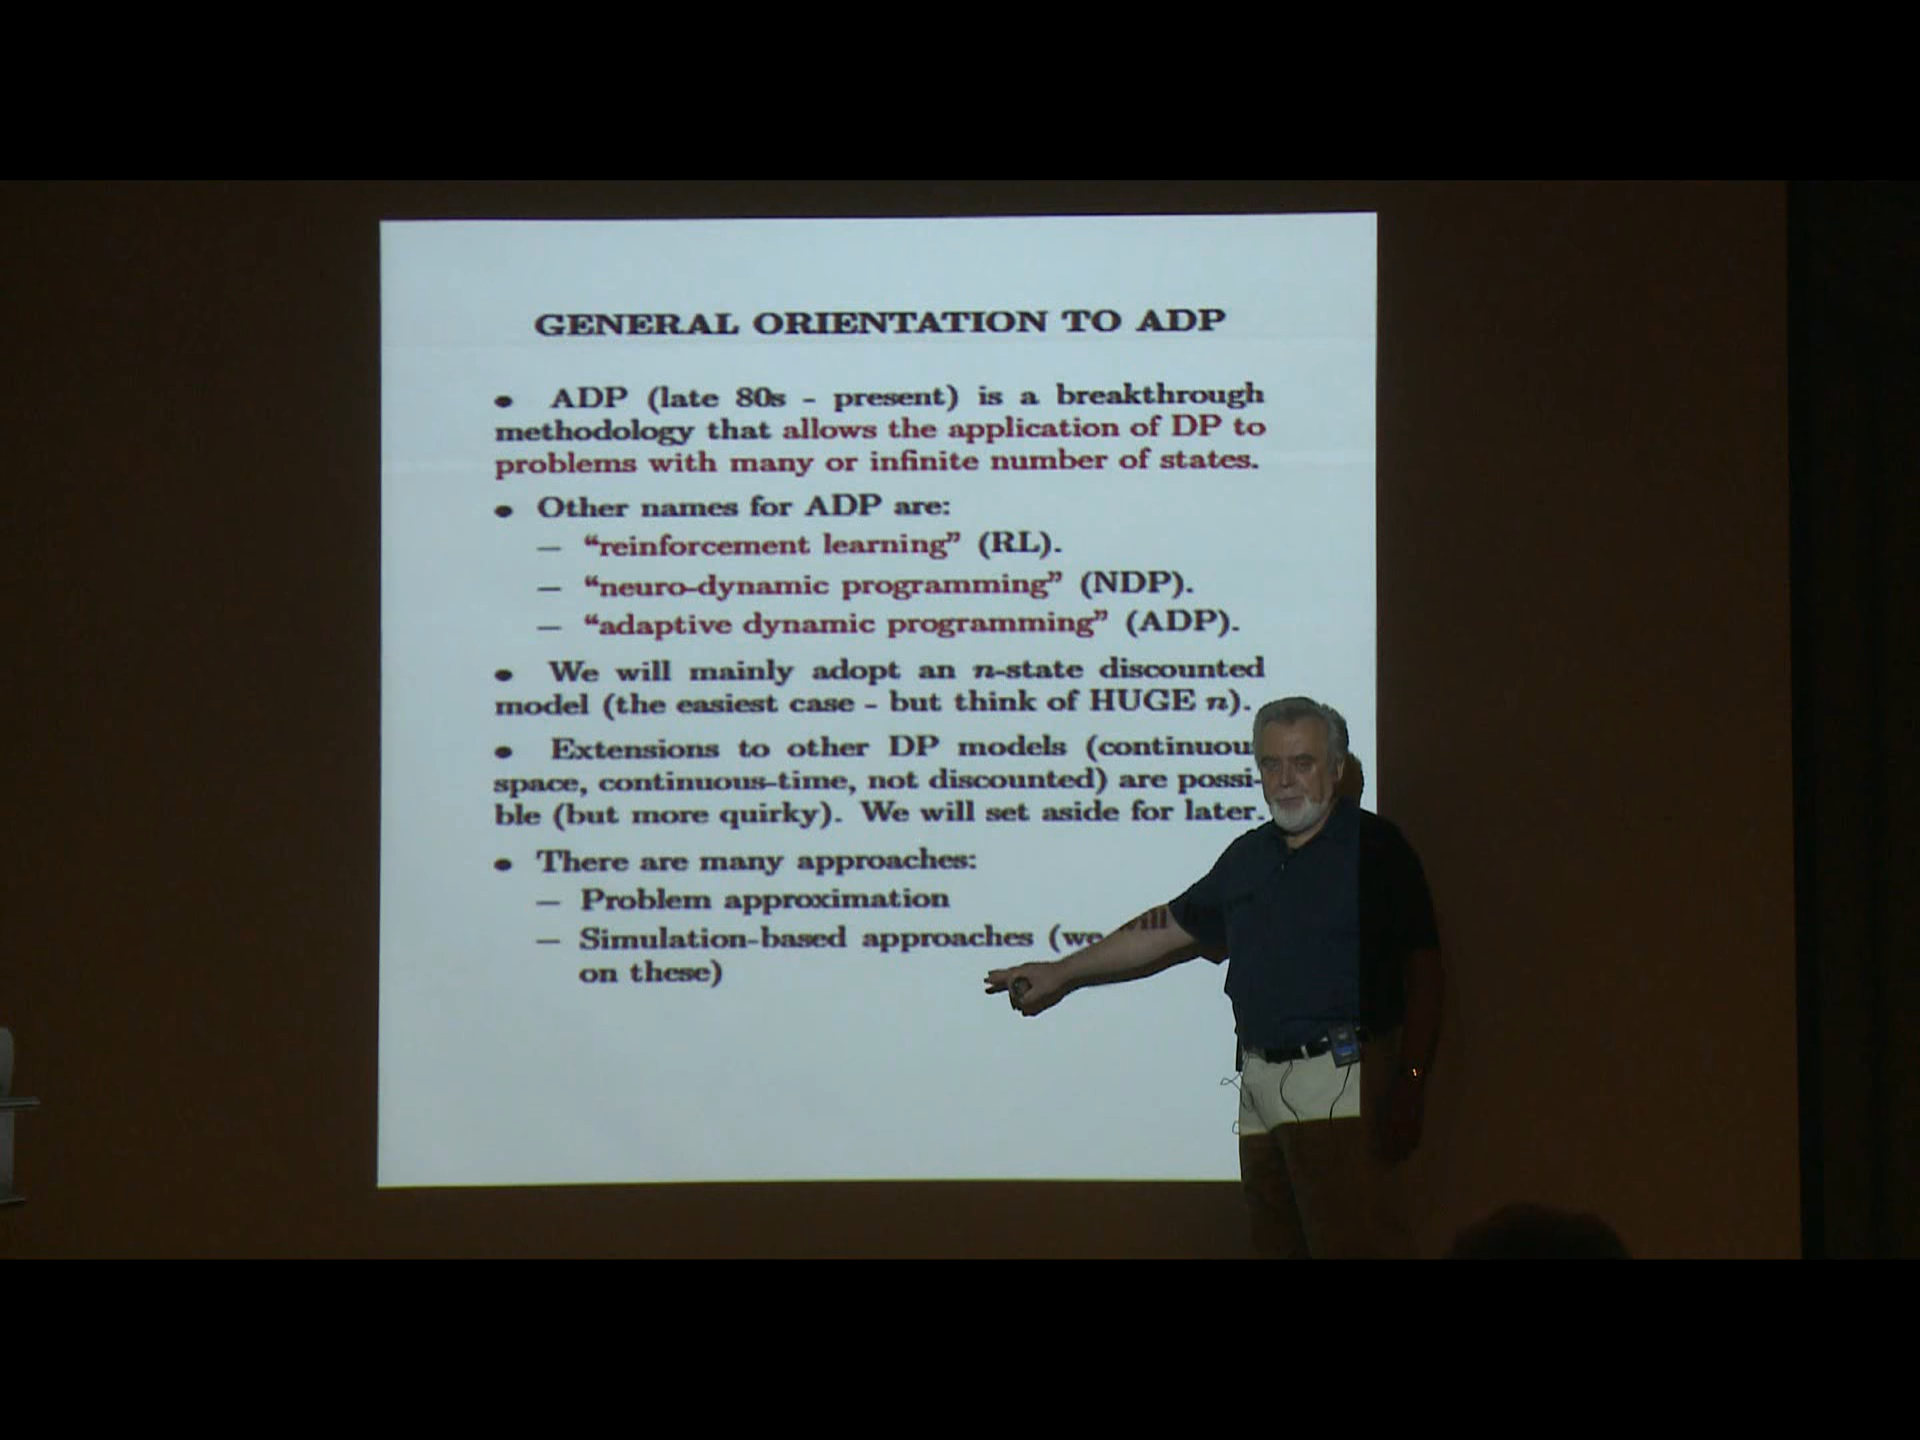 GENERAL ORIENTATION TO ADP
• ADP (late 80s - present) is a breakthrough
methodology that allows the application of DP to
problems with many or infinite number of states.
• Other names for ADP are:
— “reinforcement learning” (RL).
— “neuro-dynamic programming” (NDP).
— “adaptive dynamic programming” (ADP).
• We will mainly adopt an n-state discounted
model (the easiest case - but think of HUGE n).
• Extensions to other DP models (continuou
space, continuous-time, not discounted) are possi-
ble (but more quirky). We will set aside for later.
• There are many approaches:
— Problem approximation
— Simulation-based approaches (we will
on these)